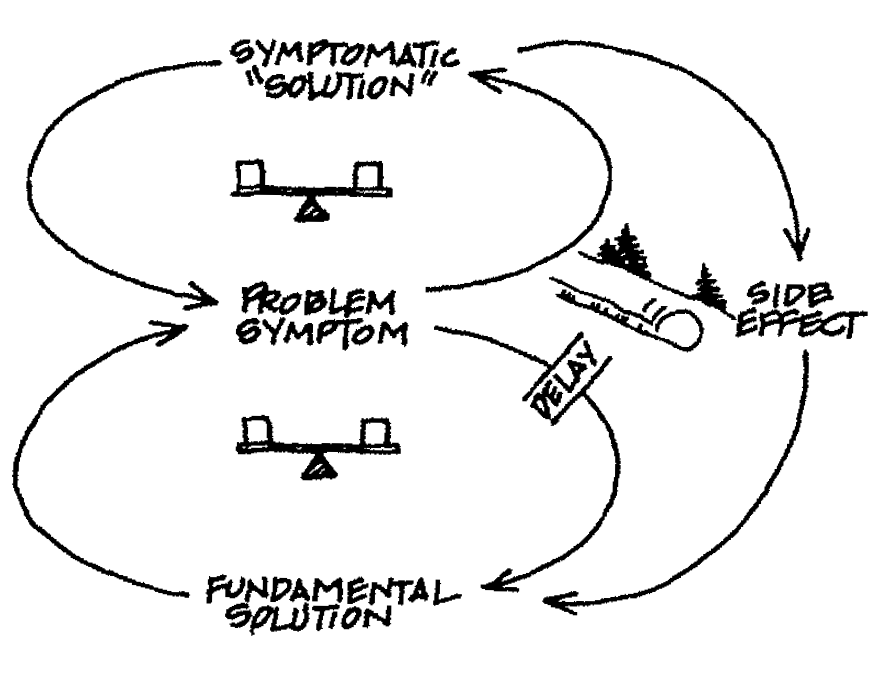 SYMPTOMATIC
"SOLUTION"
PROBLEM
SYMPTOM
SIDE
EFFECT
DELAY
FUNDAMENTAL
SOLUTION